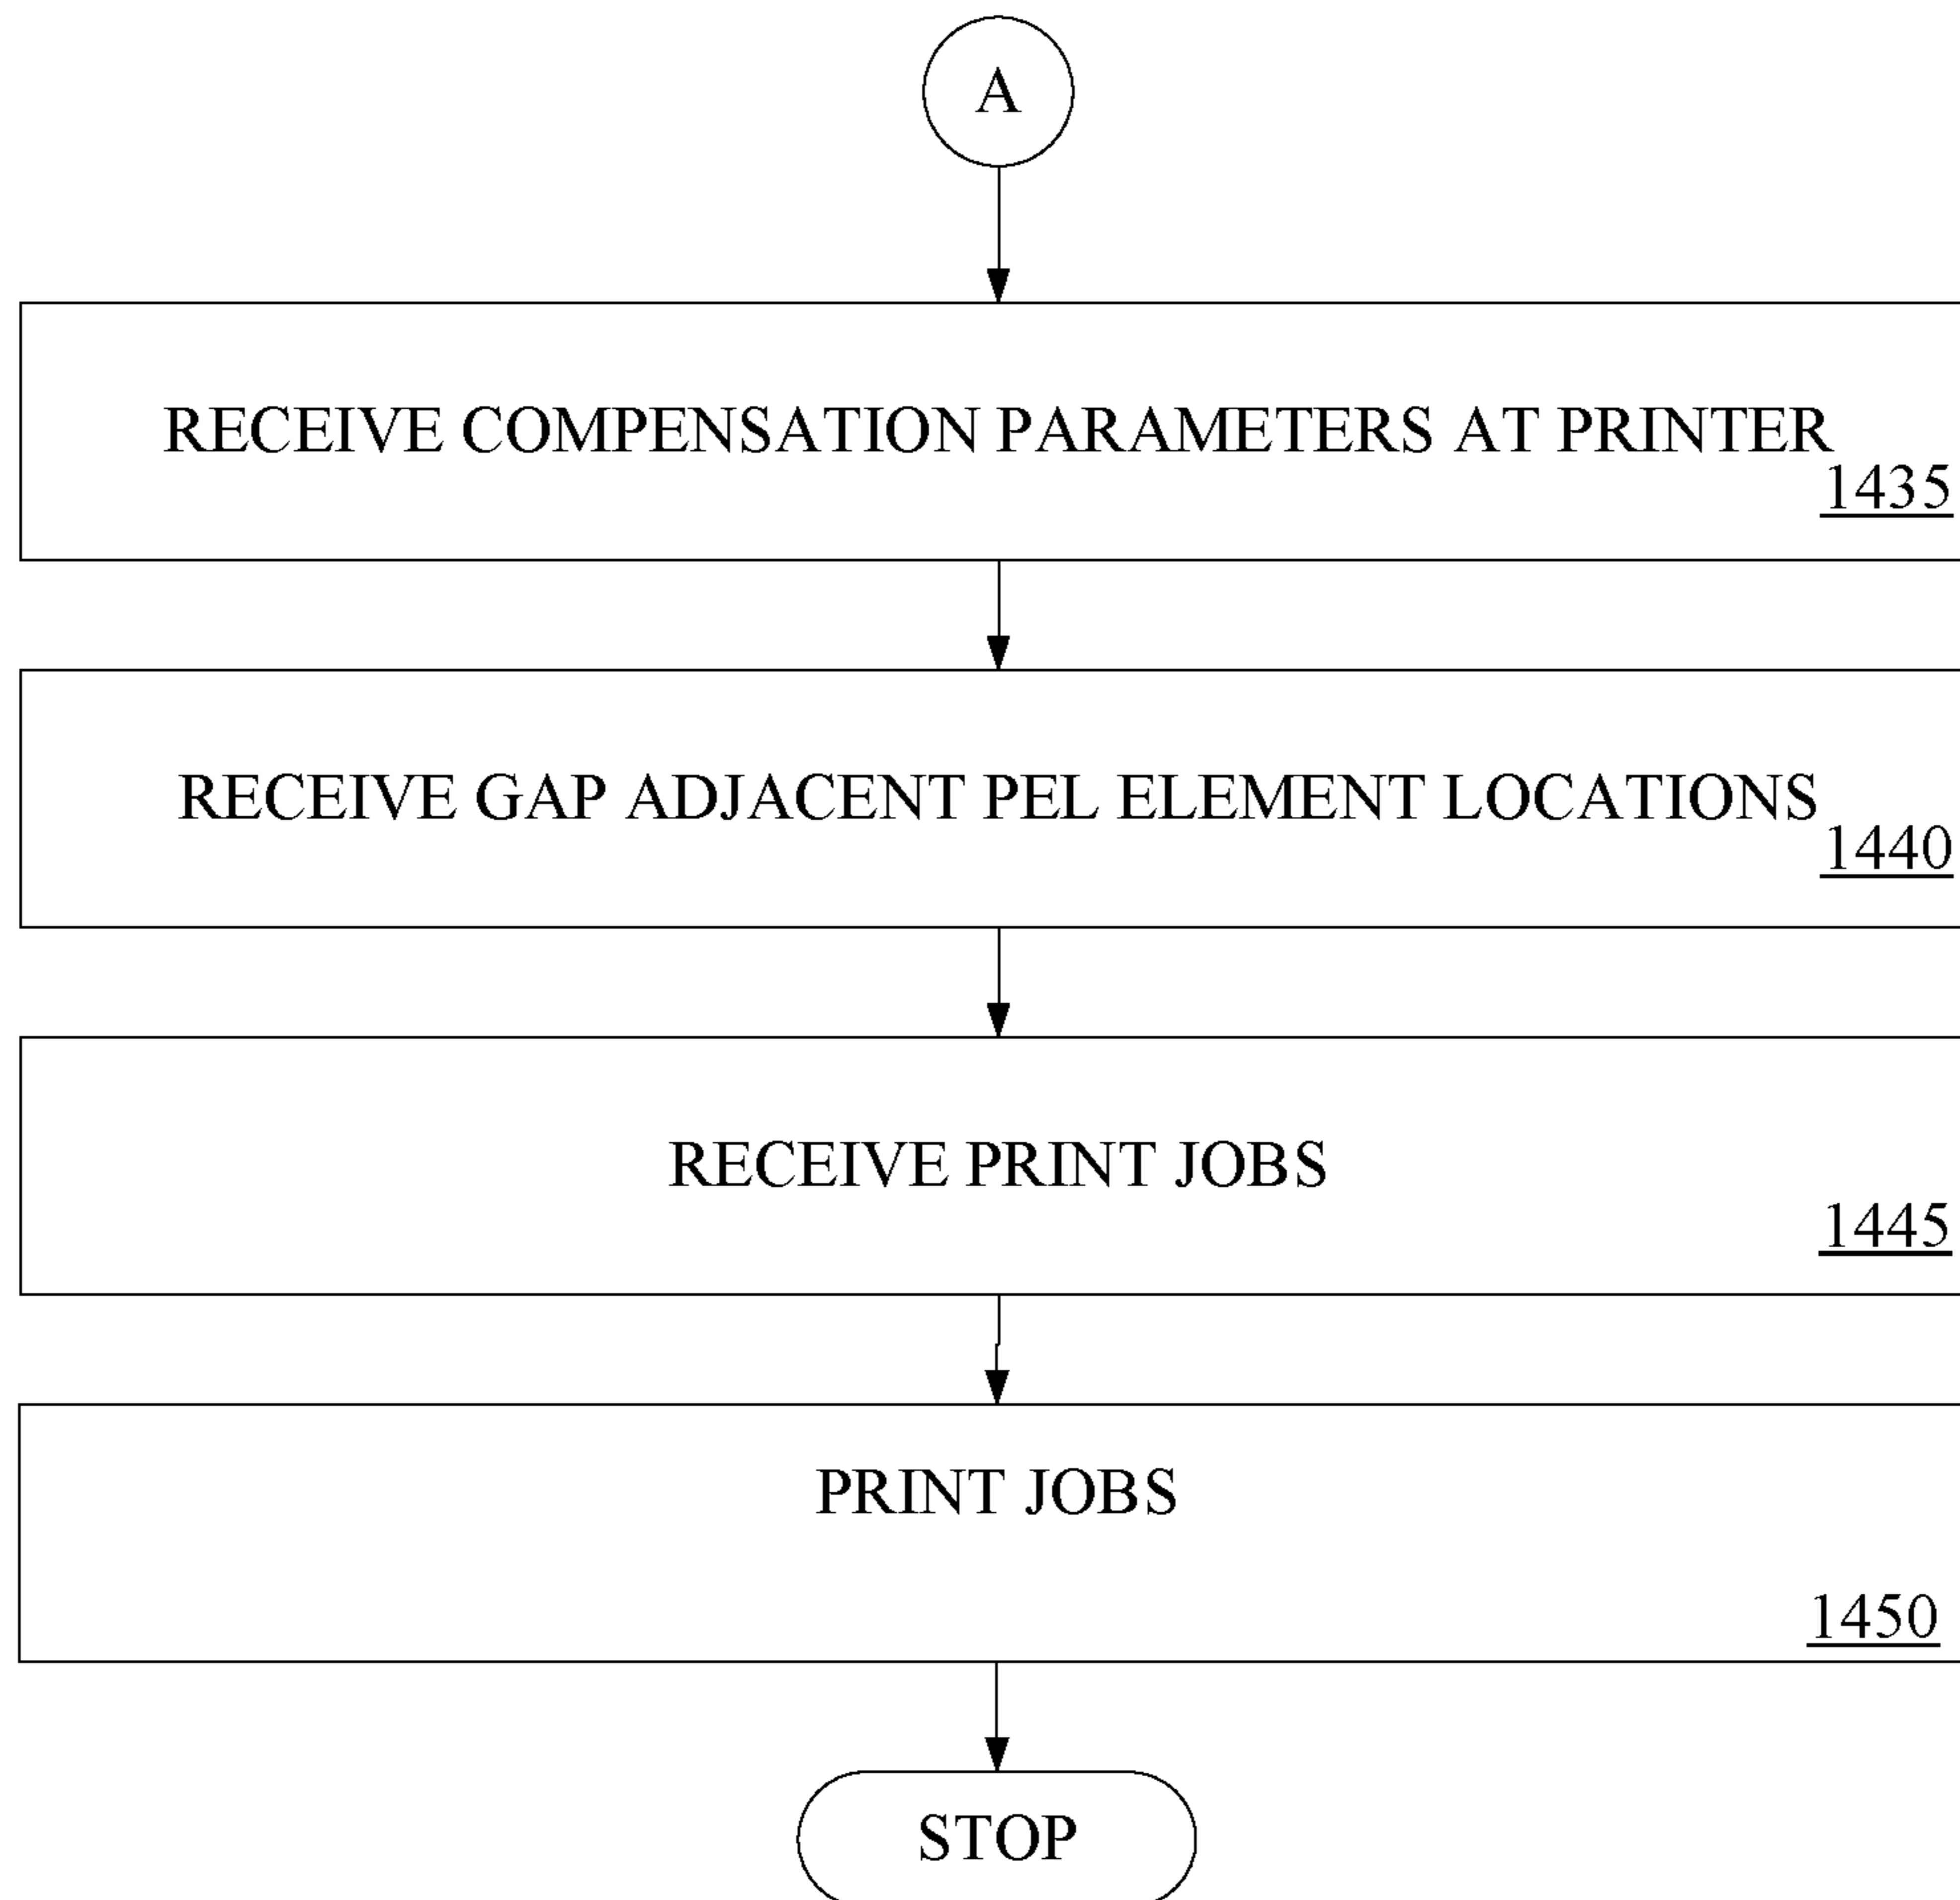 A
RECEIVE COMPENSATION PARAMETERS AT PRINTER
1435
RECEIVE GAP ADJACENT PEL ELEMENT LOCATIONS
1440
RECEIVE PRINT JOBS
1445
PRINT JOBS
1450
STOP